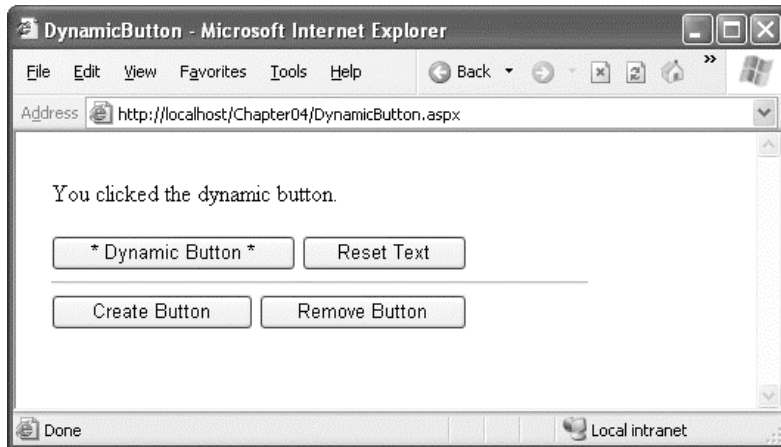 DynamicButton - Microsoft Internet Explorer
File Edit View Favorites Tools Help Back »
Address http://localhost/Chapter04/DynamicButton.aspx
You clicked the dynamic button.
* Dynamic Button * Reset Text
Create Button Remove Button
Done Local intranet